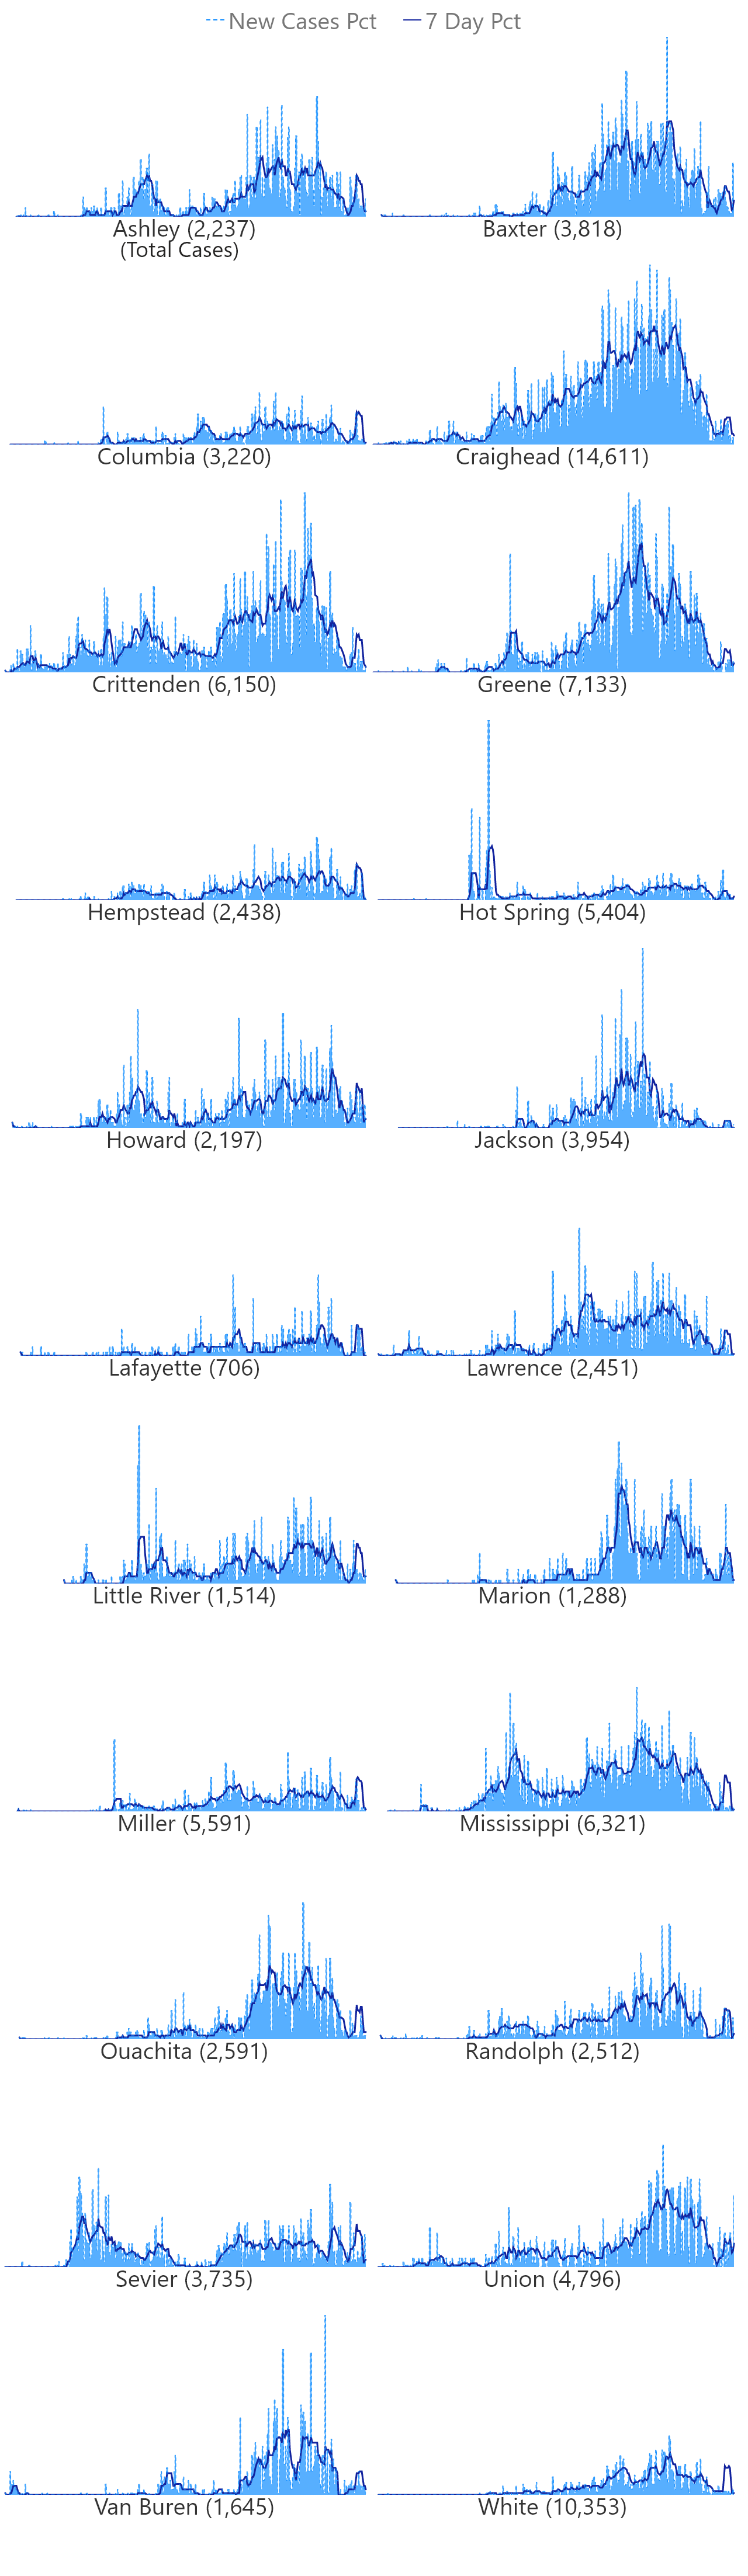 New Cases Pct 7 Day Pct
Ashley (2,237) Baxter (3,818)
(Total Cases)
Columbia (3,220) Craighead (14,611)
Crittenden (6,150) Greene (7,133)
Hempstead (2,438) Hot Spring (5,404)
Howard (2,197) Jackson (3,954)
Lafayette (706) Lawrence (2,451)
Little River (1,514) Marion (1,288)
Miller (5,591) Mississippi (6,321)
Ouachita (2,591) Randolph (2,512)
Sevier (3,735) Union (4,796)
Van Buren (1,645) White (10,353)